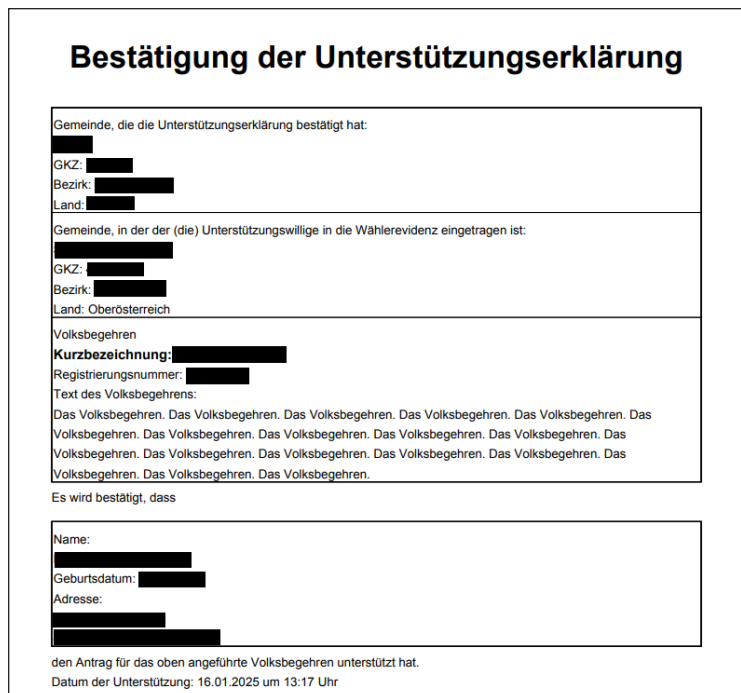 Bestätigung der Unterstützungserklärung
Gemeinde, die die Unterstützungserklärung bestätigt hat:
GKZ:
Bezirk:
Land:
Gemeinde, in der der (die) Unterstützungswillige in die Wählerevidenz eingetragen ist:
GKZ:
Bezirk:
Land: Oberösterreich
Volksbegehren
Kurzbezeichnung:
Registrierungsnummer:
Text des Volksbegehrens:
Das Volksbegehren. Das Volksbegehren. Das Volksbegehren. Das Volksbegehren. Das Volksbegehren. Das
Volksbegehren. Das Volksbegehren. Das Volksbegehren. Das Volksbegehren. Das Volksbegehren. Das
Volksbegehren. Das Volksbegehren. Das Volksbegehren. Das Volksbegehren. Das Volksbegehren. Das
Volksbegehren. Das Volksbegehren. Das Volksbegehren.
Es wird bestätigt, dass
Name:
Geburtsdatum:
Adresse:
den Antrag für das oben angeführte Volksbegehren unterstützt hat.
Datum der Unterstützung: 16.01.2025 um 13:17 Uhr